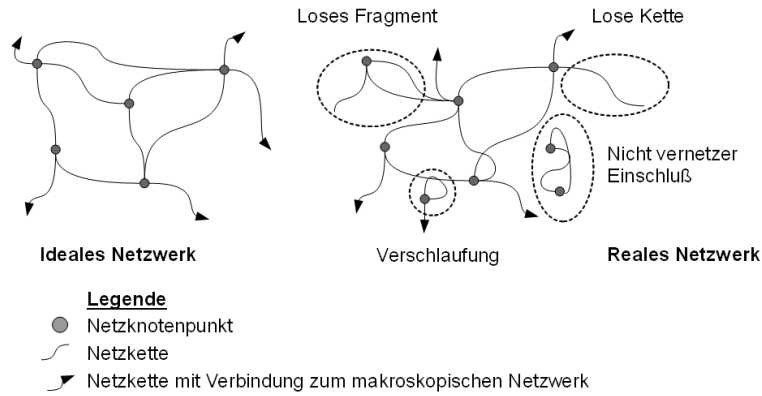 Loses Fragment
Lose Kette
Nicht vernetzer
Einschluß
Ideales Netzwerk
Verschlaufung
Reales Netzwerk
Legende
Netzknotenpunkt
Netzkette
Netzkette mit Verbindung zum makroskopischen Netzwerk